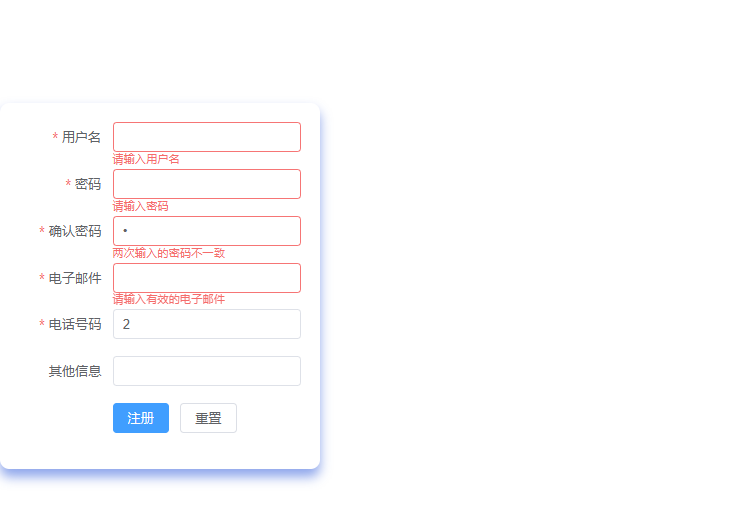 * 用户名
请输入用户名
* 密码
请输入密码
* 确认密码 •
两次输入的密码不一致
* 电子邮件
请输入有效的电子邮件
* 电话号码 2
其他信息
注册 重置